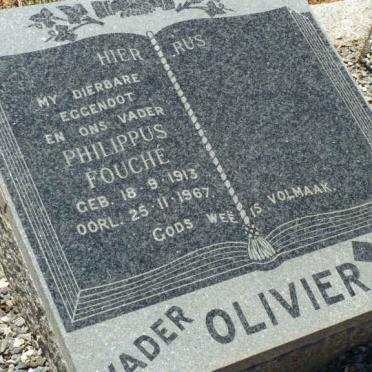 HIER RUS
MY DIERBARE
EGGENOOT
EN ONS VADER
PHILIPPUS
FOUCHÉ
GEB. 18·9·1913
OORL. 25·11·1967.
GODS WEG IS VOLMAAK.
VADER OLIVIER